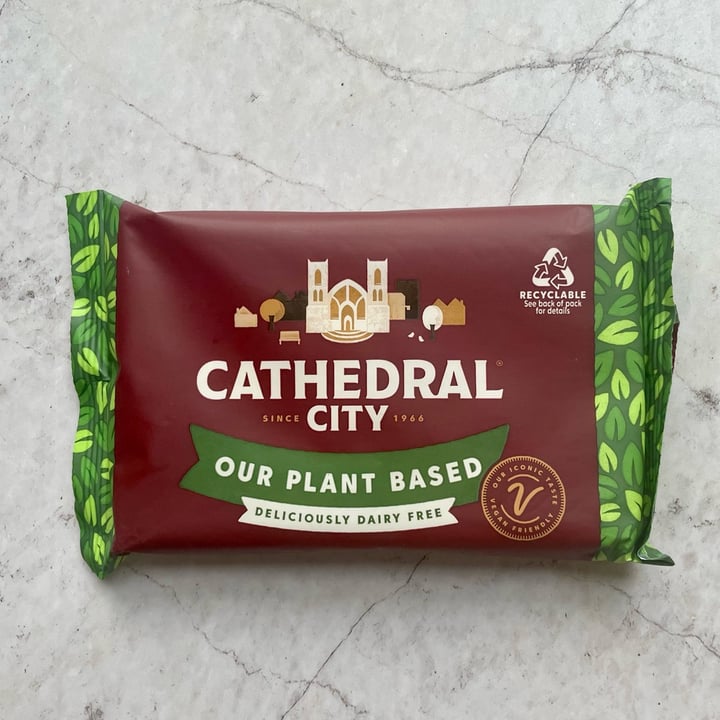 RECYCLABLE
See back of pack
for details
CATHEDRAL®
SINCE CITY 1966
OUR PLANT BASED
DELICIOUSLY DAIRY FREE
OUR ICONIC TASTE
V
VEGAN FRIENDLY